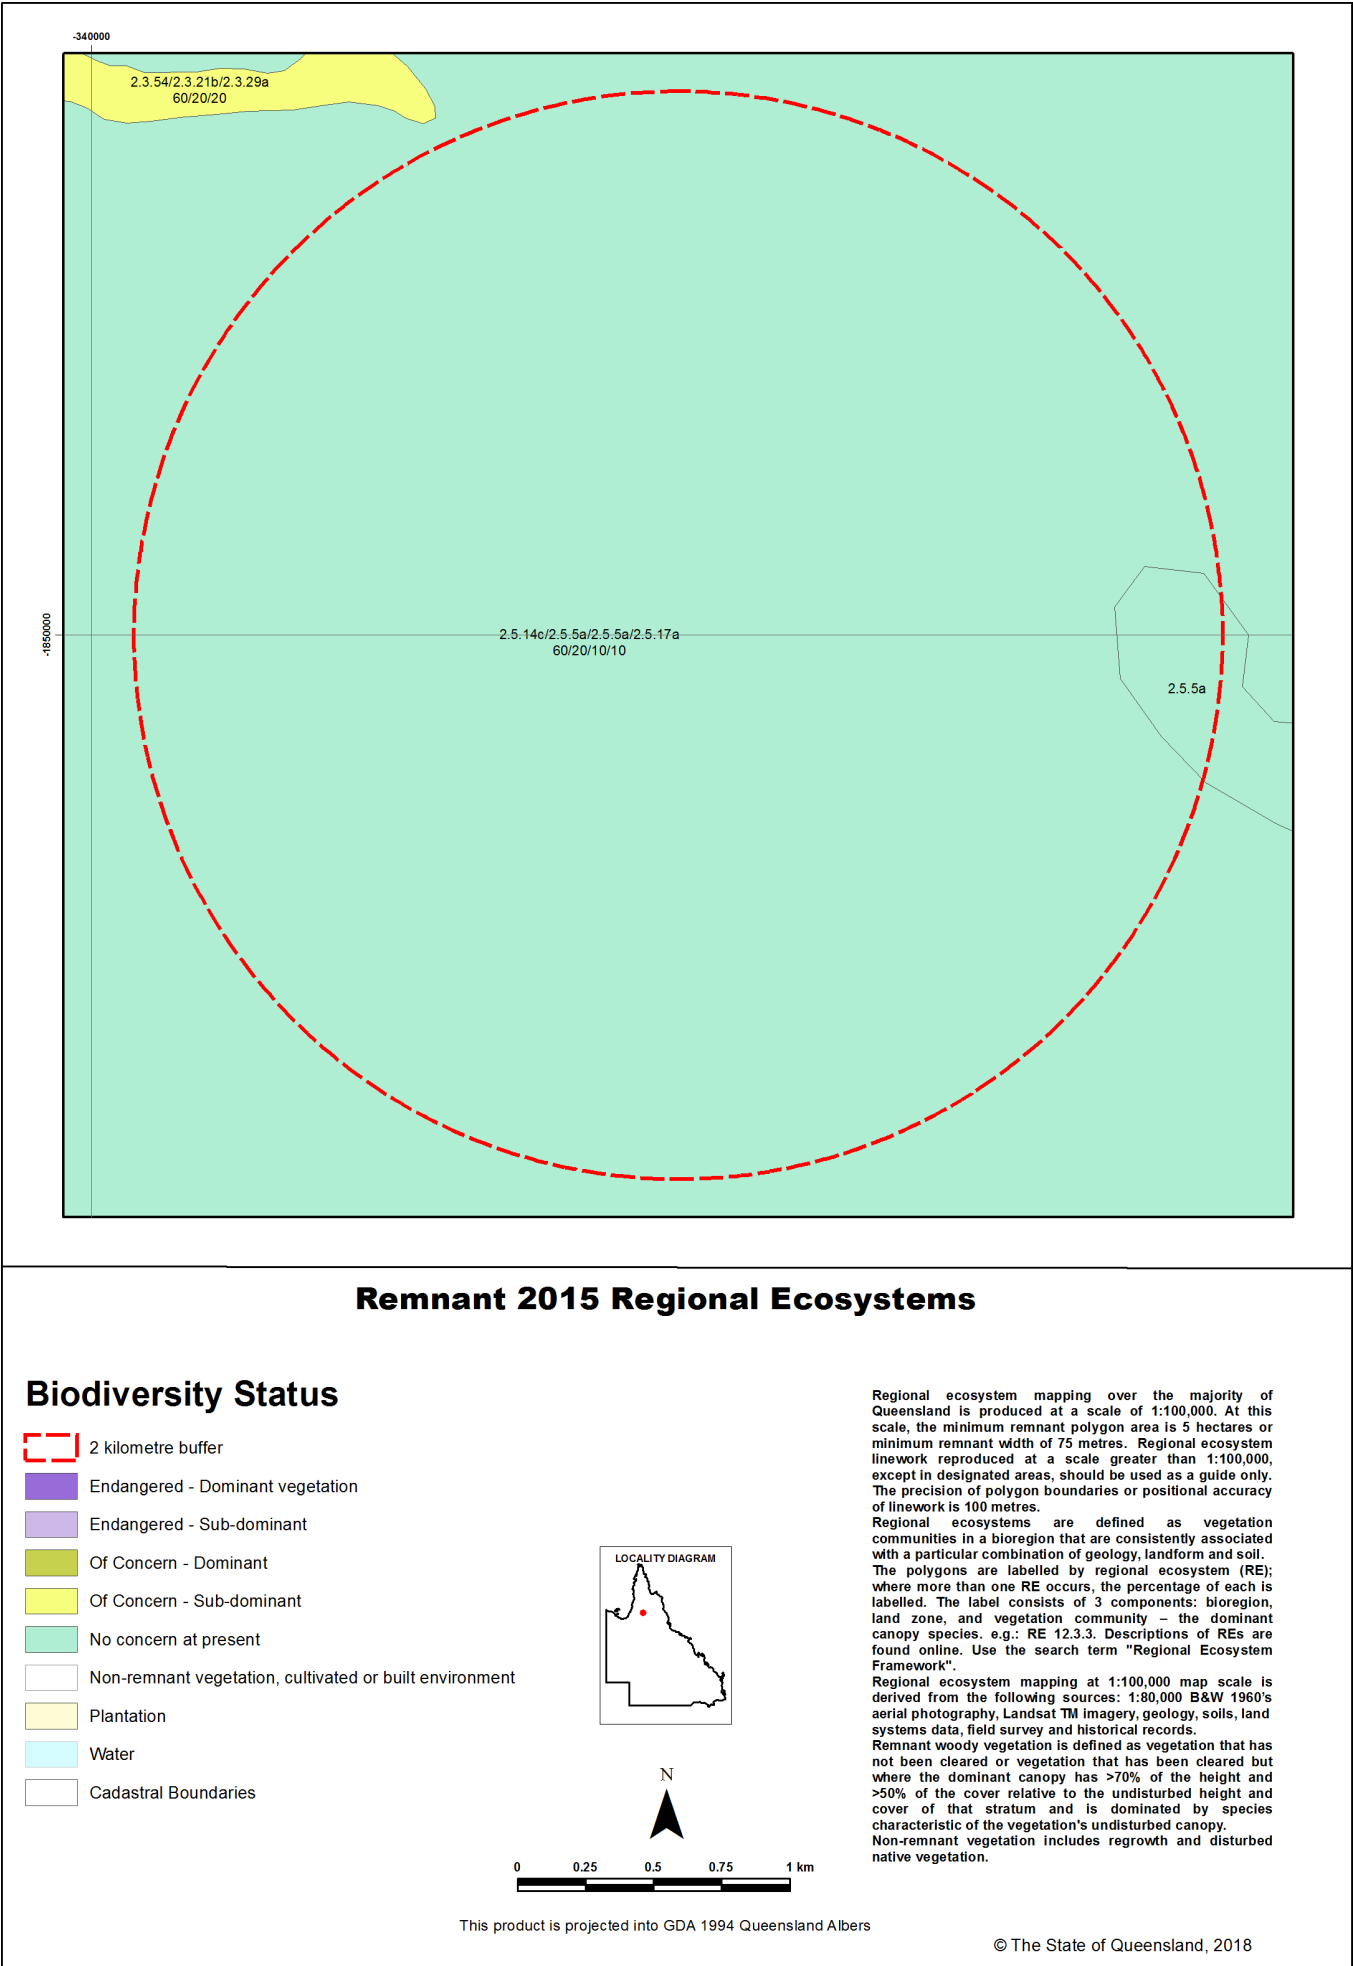 -340000
2.3.54/2.3.21b/2.3.29a
60/20/20
-1850000
2.5.14c/2.5.5a/2.5.5a/2.5.17a
60/20/10/10
2.5.5a
Remnant 2015 Regional Ecosystems
Biodiversity Status
2 kilometre buffer
Endangered - Dominant vegetation
Endangered - Sub-dominant
Of Concern - Dominant
Of Concern - Sub-dominant
No concern at present
Non-remnant vegetation, cultivated or built environment
Plantation
Water
Cadastral Boundaries
LOCALITY DIAGRAM
N
0 0.25 0.5 0.75 1 km
Regional ecosystem mapping over the majority of
Queensland is produced at a scale of 1:100,000. At this
scale, the minimum remnant polygon area is 5 hectares or
minimum remnant width of 75 metres. Regional ecosystem
linework reproduced at a scale greater than 1:100,000,
except in designated areas, should be used as a guide only.
The precision of polygon boundaries or positional accuracy
of linework is 100 metres.
Regional ecosystems are defined as vegetation
communities in a bioregion that are consistently associated
with a particular combination of geology, landform and soil.
The polygons are labelled by regional ecosystem (RE);
where more than one RE occurs, the percentage of each is
labelled. The label consists of 3 components: bioregion,
land zone, and vegetation community – the dominant
canopy species. e.g.: RE 12.3.3. Descriptions of REs are
found online. Use the search term "Regional Ecosystem
Framework".
Regional ecosystem mapping at 1:100,000 map scale is
derived from the following sources: 1:80,000 B&W 1960's
aerial photography, Landsat TM imagery, geology, soils, land
systems data, field survey and historical records.
Remnant woody vegetation is defined as vegetation that has
not been cleared or vegetation that has been cleared but
where the dominant canopy has >70% of the height and
>50% of the cover relative to the undisturbed height and
cover of that stratum and is dominated by species
characteristic of the vegetation's undisturbed canopy.
Non-remnant vegetation includes regrowth and disturbed
native vegetation.
This product is projected into GDA 1994 Queensland Albers
© The State of Queensland, 2018